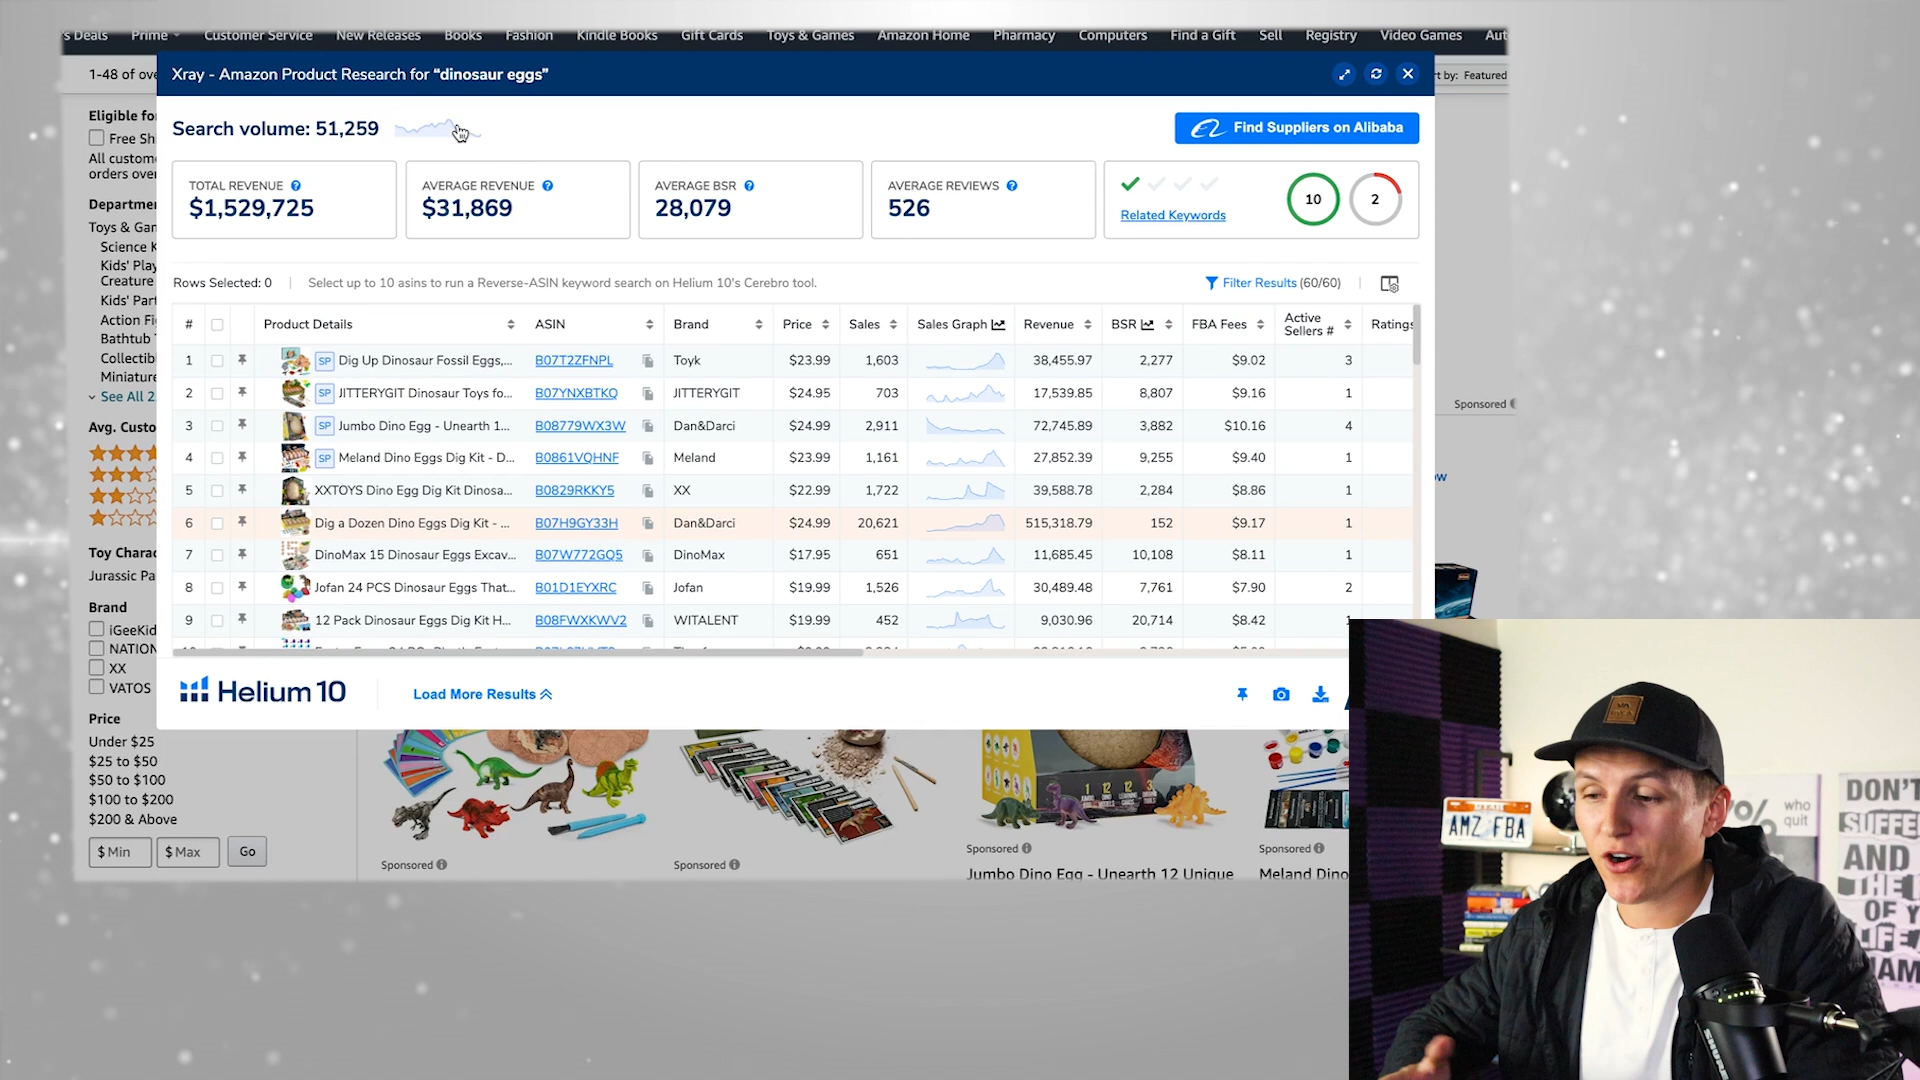 's Deals Prime Customer Service New Releases Books Fashion Kindle Books Gift Cards Toys & Games Amazon Home Pharmacy Computers Find a Gift Sell Registry Video Games Aut
1-48 of ove
rt by: Featured
Xray - Amazon Product Research for “dinosaur eggs”
Search volume: 51,259
Find Suppliers on Alibaba
TOTAL REVENUE
$1,529,725
AVERAGE REVENUE
$31,869
AVERAGE BSR
28,079
AVERAGE REVIEWS
526
Related Keywords
10
2
Rows Selected: 0 | Select up to 10 asins to run a Reverse-ASIN keyword search on Helium 10's Cerebro tool.
Filter Results (60/60)
# Product Details ASIN Brand Price Sales Sales Graph Revenue BSR FBA Fees Active Sellers # Ratings
1 SP Dig Up Dinosaur Fossil Eggs,... B07T2ZFNPL Toyk $23.99 1,603 38,455.97 2,277 $9.02 3
2 SP JITTERYGIT Dinosaur Toys fo... B07YNXBTKQ JITTERYGIT $24.95 703 17,539.85 8,807 $9.16 1
3 SP Jumbo Dino Egg - Unearth 1... B08779WX3W Dan&Darci $24.99 2,911 72,745.89 3,882 $10.16 4
4 SP Meland Dino Eggs Dig Kit - D... B0861VQHNF Meland $23.99 1,161 27,852.39 9,255 $9.40 1
5 XXTOYS Dino Egg Dig Kit Dinosa... B0829RKKY5 XX $22.99 1,722 39,588.78 2,284 $8.86 1
6 Dig a Dozen Dino Eggs Dig Kit - ... B07H9GY33H Dan&Darci $24.99 20,621 515,318.79 152 $9.17 1
7 DinoMax 15 Dinosaur Eggs Excav... B07W772GQ5 DinoMax $17.95 651 11,685.45 10,108 $8.11 1
8 Jofan 24 PCS Dinosaur Eggs That... B01D1EYXRC Jofan $19.99 1,526 30,489.48 7,761 $7.90 2
9 12 Pack Dinosaur Eggs Dig Kit H... B08FWXKWV2 WITALENT $19.99 452 9,030.96 20,714 $8.42
Helium 10
Load More Results
Eligible fo
Free Sh
All custome
orders over
Departmen
Toys & Gam
Science K
Kids' Play
Creature
Kids' Part
Action Fi
Bathtub
Collectib
Miniature
See All 2
Avg. Custo
Toy Charac
Jurassic Pa
Brand
iGeeKid
NATION
XX
VATOS
Price
Under $25
$25 to $50
$50 to $100
$100 to $200
$200 & Above
$ Min
$ Max
Go
Sponsored
Sponsored
Sponsored
Sponsored
Sponsored
Jumbo Dino Egg - Unearth 12 Unique
Meland Dino
1 12 12 3
UTAH
AMZ FBA
%
who
quit
DON'T
SUFFER
AND
THE R
OF Y
LIFE
SHURE